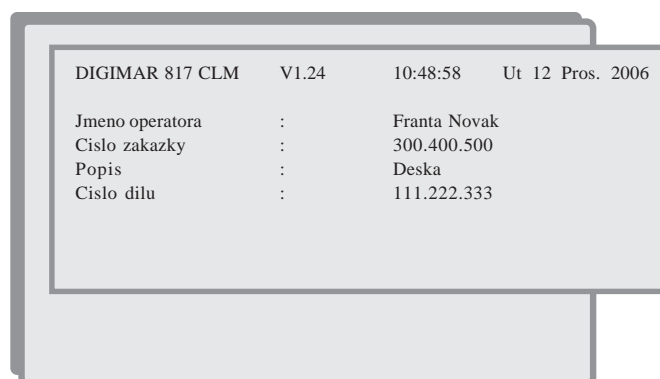 DIGIMAR 817 CLM V1.24 10:48:58 Ut 12 Pros. 2006
Jmeno operatora : Franta Novak
Cislo zakazky : 300.400.500
Popis : Deska
Cislo dilu : 111.222.333